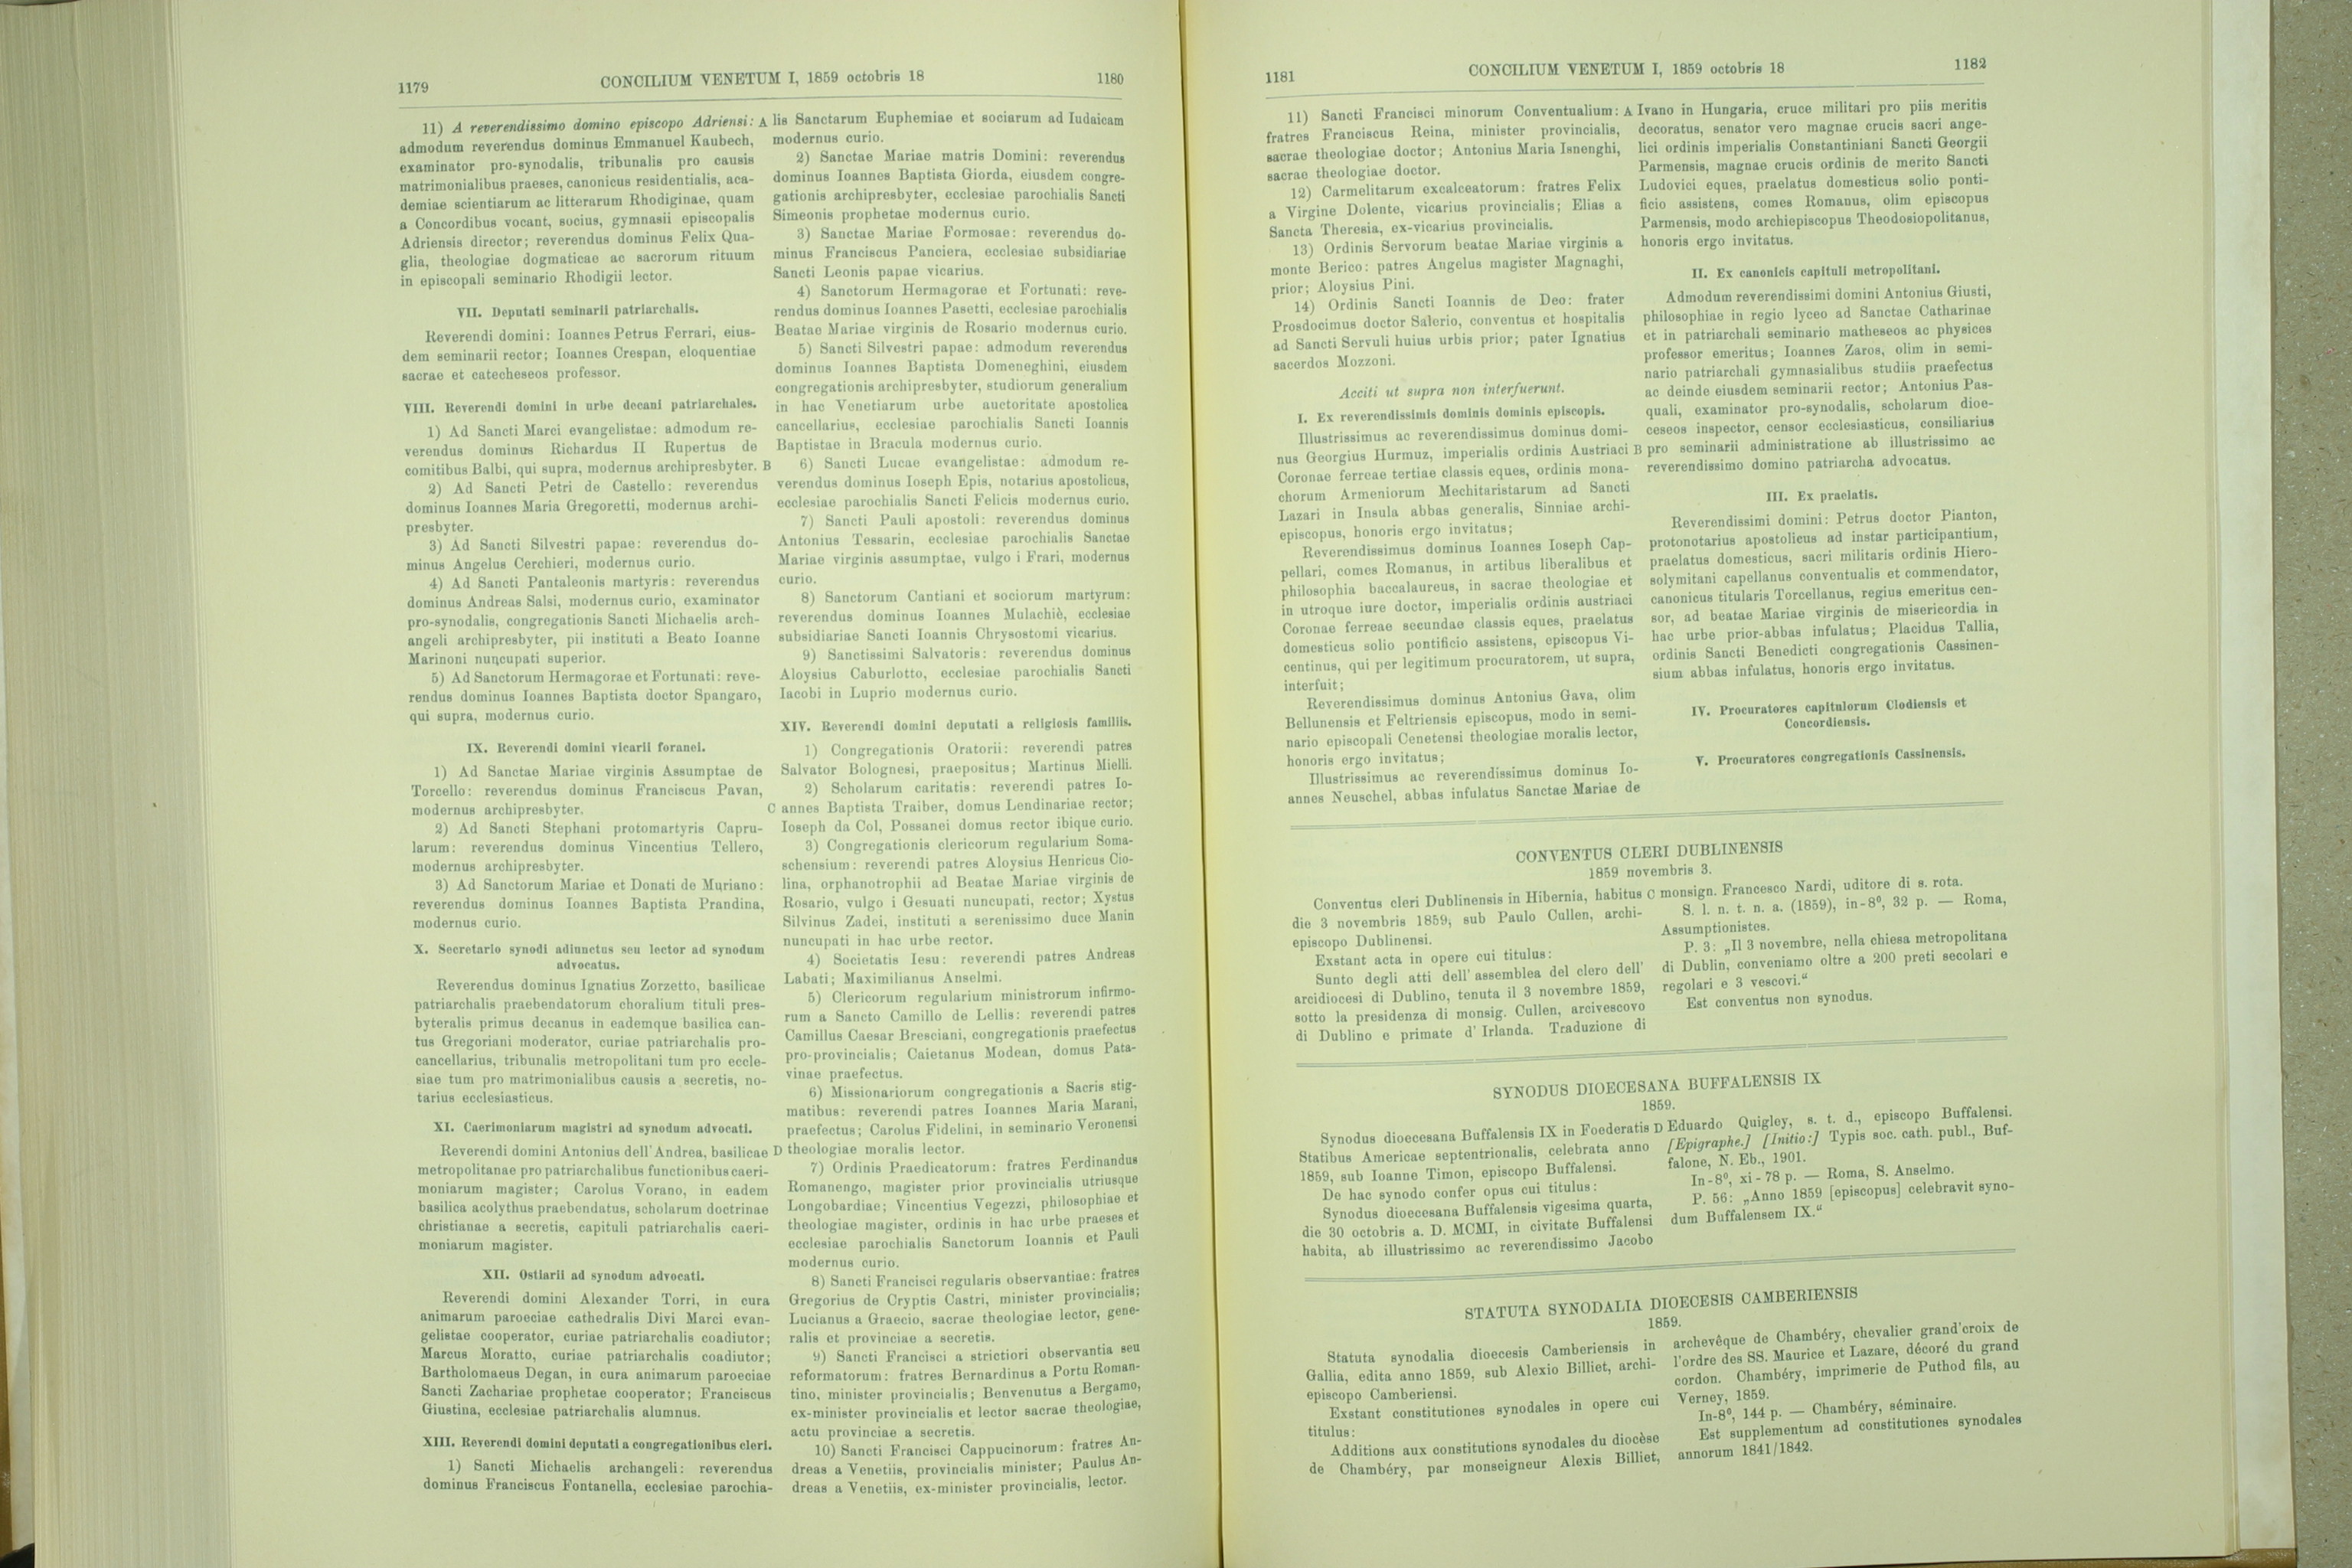 1179
CONCILIUM VENETUM I, 1859 octobris 18
1180
11) A reverendissimo domino episcopo Adriensi:
admodum reverendus dominus Emmanuel Kaubech,
examinator pro-synodalis, tribunalis pro causis
matrimonialibus praeses, canonicus residentialis, aca-
demiae scientiarum ac litterarum Rhodiginae, quam
a Concordibus vocant, socius, gymnasii episcopalis
Adriensis director; reverendus dominus Felix Qua-
glia, theologiae dogmaticae ac sacrorum rituum
in episcopali seminario Rhodigii lector.
VII. Deputati seminarii patriarchalis.
Reverendi domini: Ioannes Petrus Ferrari, eius-
dem seminarii rector; Ioannes Crespan, eloquentiae
sacrae et catecheseos professor.
VIII. Reverendi domini in urbe decani patriarchales.
1) Ad Sancti Marci evangelistae: admodum re-
verendus dominus Richardus II Rupertus de
comitibus Balbi, qui supra, modernus archipresbyter.
2) Ad Sancti Petri de Castello: reverendus
dominus Ioannes Maria Gregoretti, modernus archi-
presbyter.
3) Ad Sancti Silvestri papae: reverendus do-
minus Angelus Cerchieri, modernus curio.
4) Ad Sancti Pantaleonis martyris: reverendus
dominus Andreas Salsi, modernus curio, examinator
pro-synodalis, congregationis Sancti Michaelis arch-
angeli archipresbyter, pii instituti a Beato Ioanne
Marinoni nuncupati superior.
5) Ad Sanctorum Hermagorae et Fortunati: reve-
rendus dominus Ioannes Baptista doctor Spangaro,
qui supra, modernus curio.
IX. Reverendi domini vicarii foranei.
1) Ad Sanctae Mariae virginis Assumptae de
Torcello: reverendus dominus Franciscus Pavan,
modernus archipresbyter.
2) Ad Sancti Stephani protomartyris Capru-
larum: reverendus dominus Vincentius Tellero,
modernus archipresbyter.
3) Ad Sanctorum Mariae et Donati de Muriano:
reverendus dominus Ioannes Baptista Prandina,
modernus curio.
X. Secretario synodi adiunctus seu lector ad synodum
advocatus.
Reverendus dominus Ignatius Zorzetto, basilicae
patriarchalis praebendatorum choralium tituli pres-
byteralis primus decanus in eademque basilica can-
tus Gregoriani moderator, curiae patriarchalis pro-
cancellarius, tribunalis metropolitani tum pro eccle-
siae tum pro matrimonialibus causis a secretis, no-
tarius ecclesiasticus.
XI. Caerimoniarum magistri ad synodum advocati.
Reverendi domini Antonius dell'Andrea, basilicae
metropolitanae pro patriarchalibus functionibus caeri-
moniarum magister; Carolus Vorano, in eadem
basilica acolythus praebendatus, scholarum doctrinae
christianae a secretis, capituli patriarchalis caeri-
moniarum magister.
XII. Ostiarii ad synodum advocati.
Reverendi domini Alexander Torri, in cura
animarum paroeciae cathedralis Divi Marci evan-
gelistae cooperator, curiae patriarchalis coadiutor;
Marcus Moratto, curiae patriarchalis coadiutor;
Bartholomaeus Degan, in cura animarum paroeciae
Sancti Zachariae prophetae cooperator; Franciscus
Giustina, ecclesiae patriarchalis alumnus.
XIII. Reverendi domini deputati a congregationibus cleri.
1) Sancti Michaelis archangeli: reverendus
dominus Franciscus Fontanella, ecclesiae parochia-
A
B
C
D
lis Sanctarum Euphemiae et sociarum ad Iudaicam
modernus curio.
2) Sanctae Mariae matris Domini: reverendus
dominus Ioannes Baptista Giorda, eiusdem congre-
gationis archipresbyter, ecclesiae parochialis Sancti
Simeonis prophetae modernus curio.
3) Sanctae Mariae Formosae: reverendus do-
minus Franciscus Panciera, ecclesiae subsidiariae
Sancti Leonis papae vicarius.
4) Sanctorum Hermagorae et Fortunati: reve-
rendus dominus Ioannes Pasetti, ecclesiae parochialis
Beatae Mariae virginis de Rosario modernus curio.
5) Sancti Silvestri papae: admodum reverendus
dominus Ioannes Baptista Domeneghini, eiusdem
congregationis archipresbyter, studiorum generalium
in hac Venetiarum urbe auctoritate apostolica
cancellarius, ecclesiae parochialis Sancti Ioannis
Baptistae in Bracula modernus curio.
6) Sancti Lucae evangelistae: admodum re-
verendus dominus Ioseph Epis, notarius apostolicus,
ecclesiae parochialis Sancti Felicis modernus curio.
7) Sancti Pauli apostoli: reverendus dominus
Antonius Tessarin, ecclesiae parochialis Sanctae
Mariae virginis assumptae, vulgo i Frari, modernus
curio.
8) Sanctorum Cantiani et sociorum martyrum:
reverendus dominus Ioannes Mulachiè, ecclesiae
subsidiariae Sancti Ioannis Chrysostomi vicarius.
9) Sanctissimi Salvatoris: reverendus dominus
Aloysius Caburlotto, ecclesiae parochialis Sancti
Iacobi in Luprio modernus curio.
XIV. Reverendi domini deputati a religiosis familiis.
1) Congregationis Oratorii: reverendi patres
Salvator Bolognesi, praepositus; Martinus Mielli.
2) Scholarum caritatis: reverendi patres Io-
annes Baptista Traiber, domus Lendinariae rector;
Ioseph da Col, Possanei domus rector ibique curio.
3) Congregationis clericorum regularium Soma-
schensium: reverendi patres Aloysius Henricus Cio-
lina, orphanotrophii ad Beatae Mariae virginis de
Rosario, vulgo i Gesuati nuncupati, rector; Xystus
Silvinus Zadei, instituti a serenissimo duce Manin
nuncupati in hac urbe rector.
4) Societatis Iesu: reverendi patres Andreas
Labati; Maximilianus Anselmi.
5) Clericorum regularium ministrorum infirmo-
rum a Sancto Camillo de Lellis: reverendi patres
Camillus Caesar Bresciani, congregationis praefectus
pro-provincialis; Caietanus Modean, domus Pata-
vinae praefectus.
6) Missionariorum congregationis a Sacris stig-
matibus: reverendi patres Ioannes Maria Marani,
praefectus; Carolus Fidelini, in seminario Veronensi
theologiae moralis lector.
7) Ordinis Praedicatorum: fratres Ferdinandus
Romanengo, magister prior provincialis utriusque
Longobardiae; Vincentius Vegezzi, philosophiae et
theologiae magister, ordinis in hac urbe praeses et
ecclesiae parochialis Sanctorum Ioannis et Pauli
modernus curio.
8) Sancti Francisci regularis observantiae: fratres
Gregorius de Cryptis Castri, minister provincialis;
Lucianus a Graecio, sacrae theologiae lector, gene-
ralis et provinciae a secretis.
9) Sancti Francisci a strictiori observantia seu
reformatorum: fratres Bernardinus a Portu Roman-
tino, minister provincialis; Benvenutus a Bergamo,
ex-minister provincialis et lector sacrae theologiae,
actu provinciae a secretis.
10) Sancti Francisci Cappucinorum: fratres An-
dreas a Venetiis, provincialis minister; Paulus An-
dreas a Venetiis, ex-minister provincialis, lector.
1181
CONCILIUM VENETUM I, 1859 octobris 18
1182
11) Sancti Francisci minorum Conventualium:
fratres Franciscus Reina, minister provincialis,
sacrae theologiae doctor; Antonius Maria Isnenghi,
sacrae theologiae doctor.
12) Carmelitarum excalceatorum: fratres Felix
a Virgine Dolente, vicarius provincialis; Elias a
Sancta Theresia, ex-vicarius provincialis.
13) Ordinis Servorum beatae Mariae virginis a
monte Berico: patres Angelus magister Magnaghi,
prior; Aloysius Pini.
14) Ordinis Sancti Ioannis de Deo: frater
Prosdocimus doctor Salerio, conventus et hospitalis
ad Sancti Servuli huius urbis prior; pater Ignatius
sacerdos Mozzoni.
Acciti ut supra non interfuerunt.
I. Ex reverendissimis dominis dominis episcopis.
Illustrissimus ac reverendissimus dominus domi-
nus Georgius Hurmuz, imperialis ordinis Austriaci
Coronae ferreae tertiae classis eques, ordinis mona-
chorum Armeniorum Mechitaristarum ad Sancti
Lazari in Insula abbas generalis, Sinniae archi-
episcopus, honoris ergo invitatus;
Reverendissimus dominus Ioannes Ioseph Cap-
pellari, comes Romanus, in artibus liberalibus et
philosophia baccalaureus, in sacrae theologiae et
in utroque iure doctor, imperialis ordinis austriaci
Coronae ferreae secundae classis eques, praelatus
domesticus solio pontificio assistens, episcopus Vi-
centinus, qui per legitimum procuratorem, ut supra,
interfuit;
Reverendissimus dominus Antonius Gava, olim
Bellunensis et Feltriensis episcopus, modo in semi-
nario episcopali Cenetensi theologiae moralis lector,
honoris ergo invitatus;
Illustrissimus ac reverendissimus dominus Io-
annes Neuschel, abbas infulatus Sanctae Mariae de
A
B
Ivano in Hungaria, cruce militari pro piis meritis
decoratus, senator vero magnae crucis sacri ange-
lici ordinis imperialis Constantiniani Sancti Georgii
Parmensis, magnae crucis ordinis de merito Sancti
Ludovici eques, praelatus domesticus solio ponti-
ficio assistens, comes Romanus, olim episcopus
Parmensis, modo archiepiscopus Theodosiopolitanus,
honoris ergo invitatus.
II. Ex canonicis capituli metropolitani.
Admodum reverendissimi domini Antonius Giusti,
philosophiae in regio lyceo ad Sanctae Catharinae
et in patriarchali seminario matheseos ac physices
professor emeritus; Ioannes Zaros, olim in semi-
nario patriarchali gymnasialibus studiis praefectus
ac deinde eiusdem seminarii rector; Antonius Pas-
quali, examinator pro-synodalis, scholarum dioe-
ceseos inspector, censor ecclesiasticus, consiliarius
pro seminarii administratione ab illustrissimo ac
reverendissimo domino patriarcha advocatus.
III. Ex praelatis.
Reverendissimi domini: Petrus doctor Pianton,
protonotarius apostolicus ad instar participantium,
praelatus domesticus, sacri militaris ordinis Hiero-
solymitani capellanus conventualis et commendator,
canonicus titularis Torcellanus, regius emeritus cen-
sor, ad beatae Mariae virginis de misericordia in
hac urbe prior-abbas infulatus; Placidus Tallia,
ordinis Sancti Benedicti congregationis Cassinen-
sium abbas infulatus, honoris ergo invitatus.
IV. Procuratores capitulorum Clodiensis et
Concordiensis.
V. Procuratores congregationis Cassinensis.
CONVENTUS CLERI DUBLINENSIS
1859 novembris 3.
Conventus cleri Dublinensis in Hibernia, habitus
die 3 novembris 1859, sub Paulo Cullen, archi-
episcopo Dublinensi.
Exstant acta in opere cui titulus:
Sunto degli atti dell' assemblea del clero dell'
arcidiocesi di Dublino, tenuta il 3 novembre 1859,
sotto la presidenza di monsig. Cullen, arcivescovo
di Dublino e primate d' Irlanda. Traduzione di
C
monsign. Francesco Nardi, uditore di s. rota.
S. l. n. t. n. a. (1859), in-8⁰, 32 p. — Roma,
Assumptionistes.
P. 3: „Il 3 novembre, nella chiesa metropolitana
di Dublin, conveniamo oltre a 200 preti secolari e
regolari e 3 vescovi.“
Est conventus non synodus.
SYNODUS DIOECESANA BUFFALENSIS IX
1859.
Synodus dioecesana Buffalensis IX in Foederatis
Statibus Americae septentrionalis, celebrata anno
1859, sub Ioanne Timon, episcopo Buffalensi.
De hac synodo confer opus cui titulus:
Synodus dioecesana Buffalensis vigesima quarta,
die 30 octobris a. D. MCMI, in civitate Buffalensi
habita, ab illustrissimo ac reverendissimo Jacobo
D
Eduardo Quigley, s. t. d., episcopo Buffalensi.
[Epigraphe.] [Initio:] Typis soc. cath. publ., Buf-
falone, N. Eb., 1901.
In-8⁰, xi-78 p. — Roma, S. Anselmo.
P. 56: „Anno 1859 [episcopus] celebravit syno-
dum Buffalensem IX.“
STATUTA SYNODALIA DIOECESIS CAMBERIENSIS
1859.
Statuta synodalia dioecesis Camberiensis in
Gallia, edita anno 1859, sub Alexio Billiet, archi-
episcopo Camberiensi.
Exstant constitutiones synodales in opere cui
titulus:
Additions aux constitutions synodales du diocèse
de Chambéry, par monseigneur Alexis Billiet,
archevêque de Chambéry, chevalier grand'croix de
l'ordre des SS. Maurice et Lazare, décoré du grand
cordon. Chambéry, imprimerie de Puthod fils, au
Verney, 1859.
In-8⁰, 144 p. — Chambéry, séminaire.
Est supplementum ad constitutiones synodales
annorum 1841/1842.